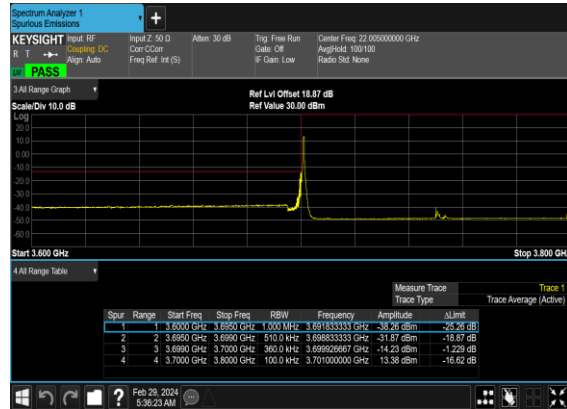 Spectrum Analyzer 1
Spurious Emissions
KEYSIGHT Input: RF Input Z: 50 Ω Atten: 30 dB Trig: Free Run Center Freq: 22.005000000 GHz
R T Coupling: DC Corr CCorr Gate: Off Avg|Hold: 100/100
Align: Auto Freq Ref: Int (S) IF Gain: Low Radio Std: None
PASS
3 All Range Graph
Ref Lvl Offset 18.87 dB
Scale/Div 10.0 dB Ref Value 30.00 dBm
Log
20.0
10.0
0.00
-10.0
-20.0
-30.0
-40.0
-50.0
-60.0
Start 3.600 GHz Stop 3.800 GH
4 All Range Table
Measure Trace Trace 1
Trace Type Trace Average (Active)
Spur Range Start Freq Stop Freq RBW Frequency Amplitude ΔLimit
1 1 3.6000 GHz 3.6950 GHz 1.000 MHz 3.691833333 GHz -38.26 dBm -25.26 dB
2 2 3.6950 GHz 3.6990 GHz 510.0 kHz 3.698833333 GHz -31.87 dBm -18.87 dB
3 3 3.6990 GHz 3.7000 GHz 360.0 kHz 3.699926667 GHz -14.23 dBm -1.229 dB
4 4 3.7000 GHz 3.8000 GHz 100.0 kHz 3.701000000 GHz 13.38 dBm -16.62 dB
Feb 29, 2024
5:36:23 AM